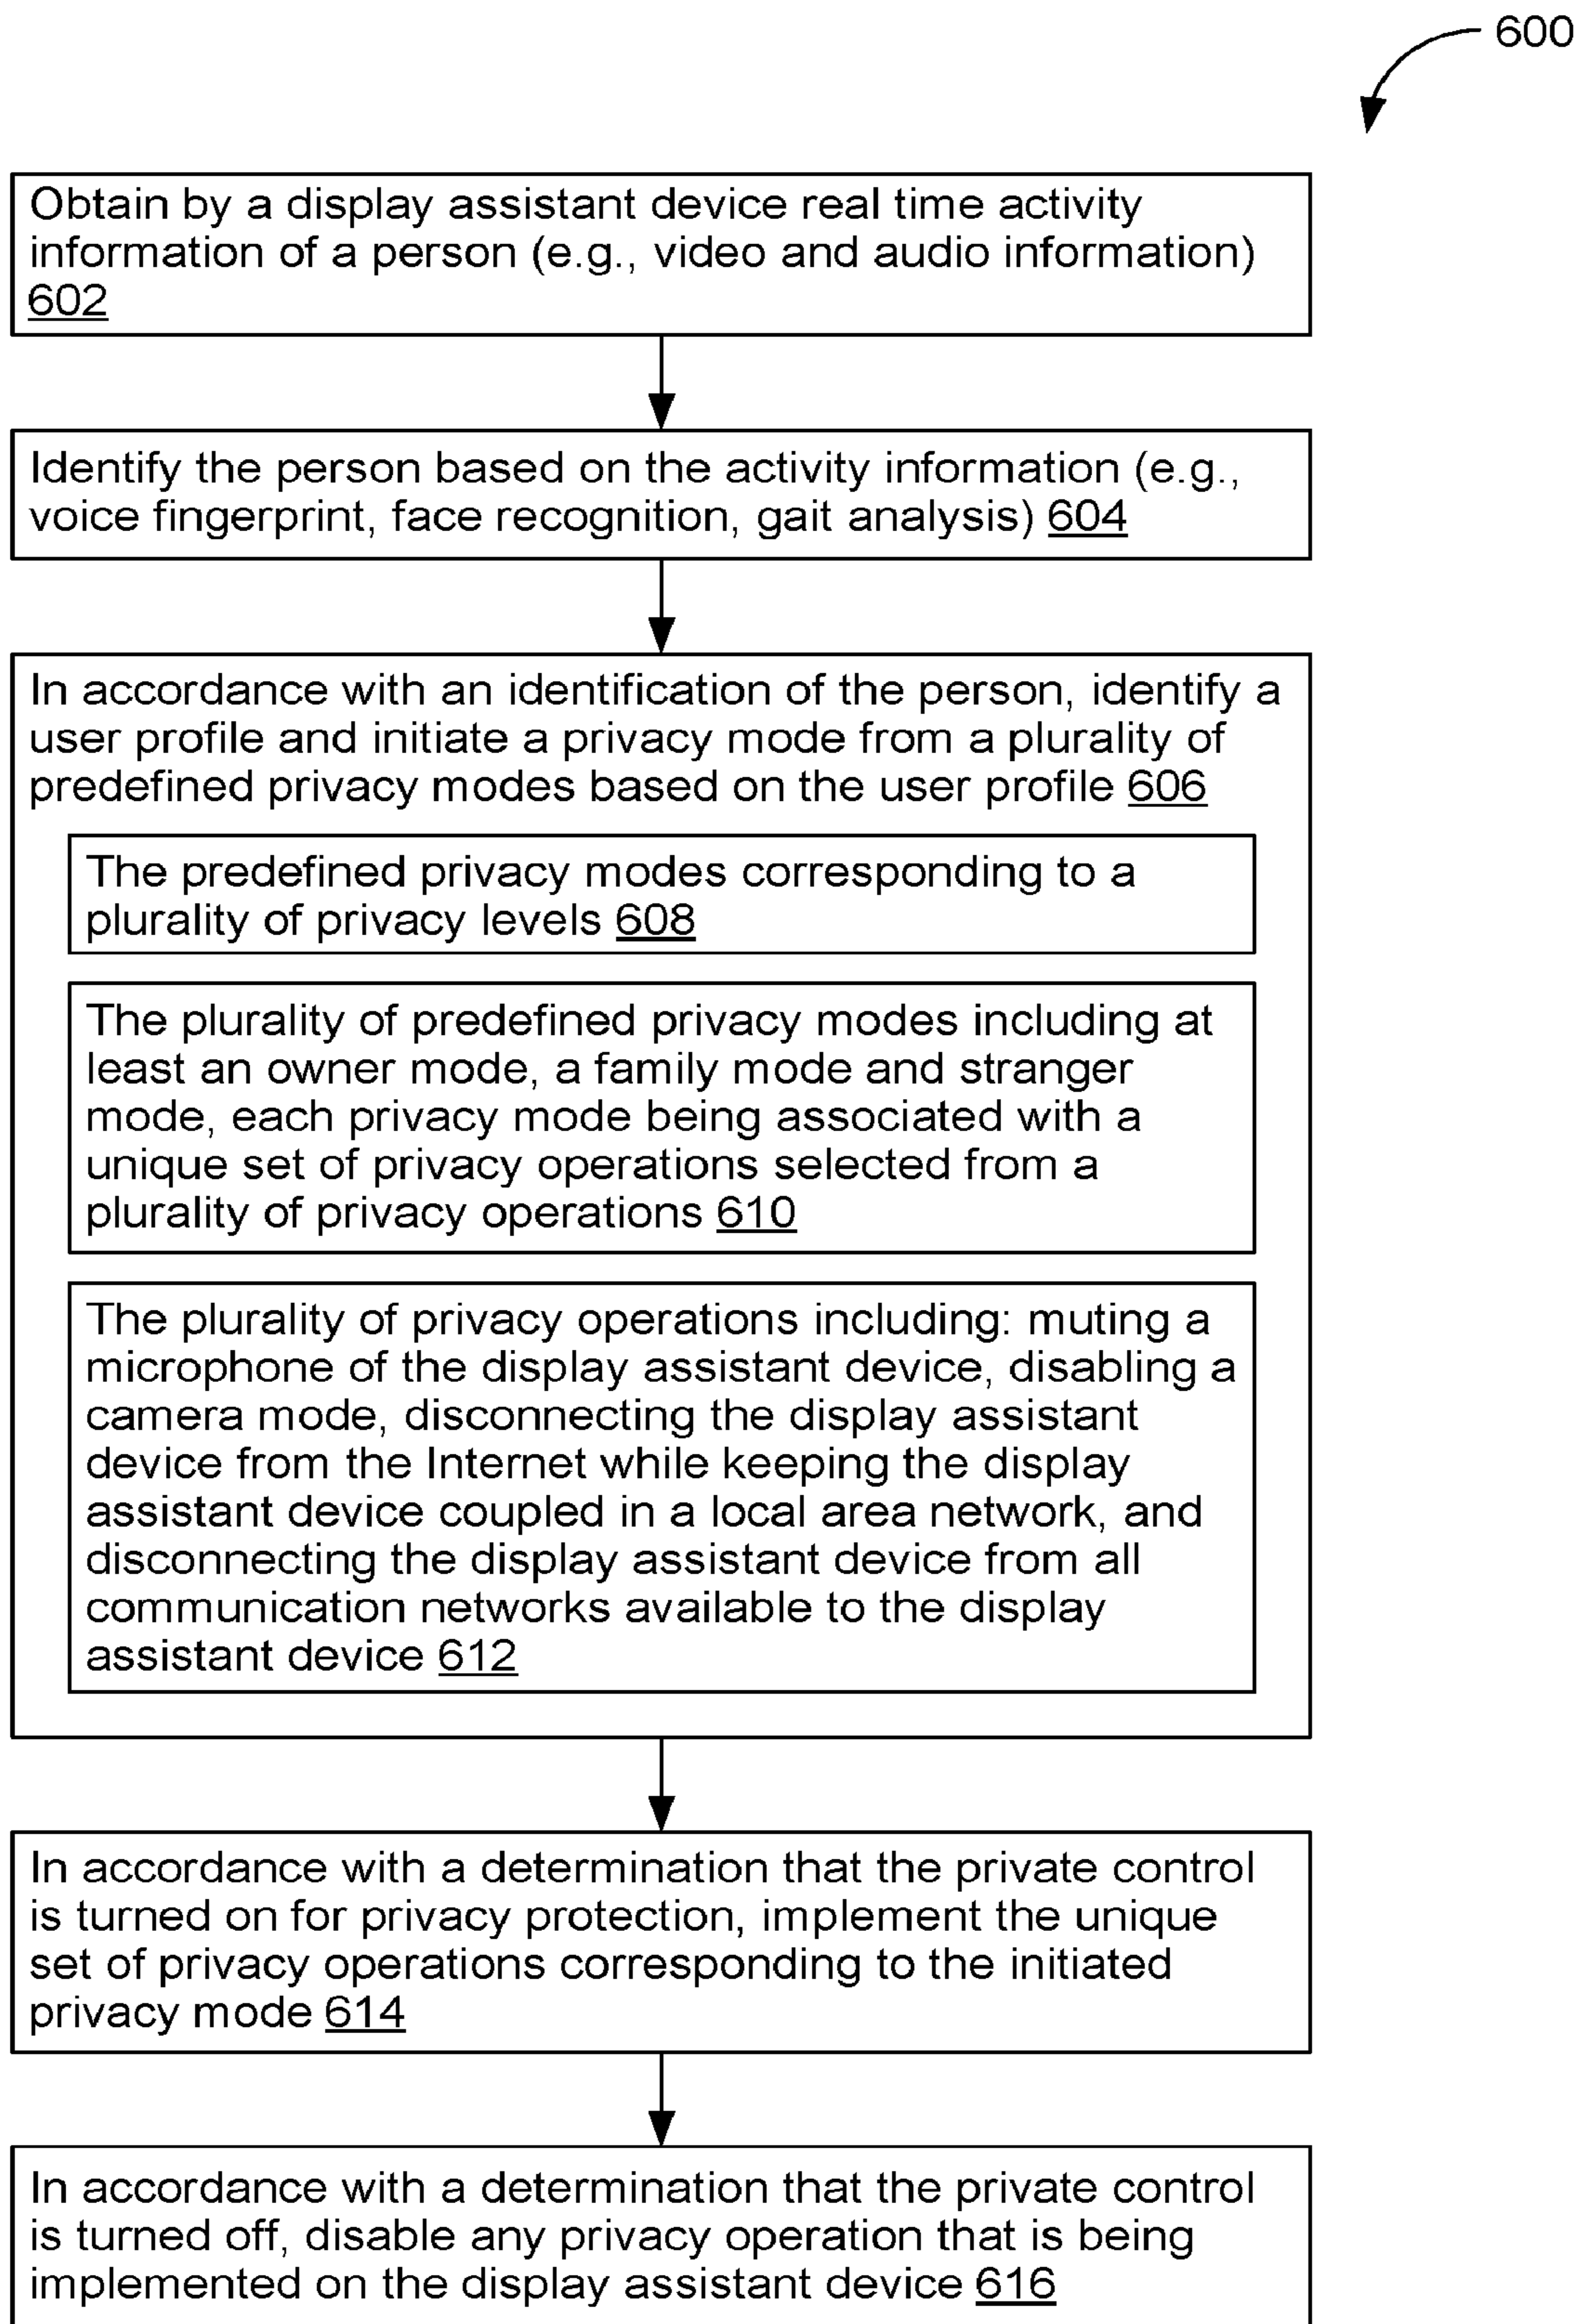 600
Obtain by a display assistant device real time activity
information of a person (e.g., video and audio information)
602
Identify the person based on the activity information (e.g.,
voice fingerprint, face recognition, gait analysis) 604
In accordance with an identification of the person, identify a
user profile and initiate a privacy mode from a plurality of
predefined privacy modes based on the user profile 606
The predefined privacy modes corresponding to a
plurality of privacy levels 608
The plurality of predefined privacy modes including at
least an owner mode, a family mode and stranger
mode, each privacy mode being associated with a
unique set of privacy operations selected from a
plurality of privacy operations 610
The plurality of privacy operations including: muting a
microphone of the display assistant device, disabling a
camera mode, disconnecting the display assistant
device from the Internet while keeping the display
assistant device coupled in a local area network, and
disconnecting the display assistant device from all
communication networks available to the display
assistant device 612
In accordance with a determination that the private control
is turned on for privacy protection, implement the unique
set of privacy operations corresponding to the initiated
privacy mode 614
In accordance with a determination that the private control
is turned off, disable any privacy operation that is being
implemented on the display assistant device 616